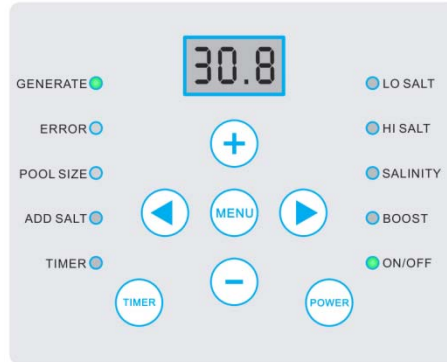 30.8
GENERATE
ERROR
POOL SIZE
ADD SALT
TIMER
LO SALT
HI SALT
SALINITY
BOOST
ON/OFF
MENU
TIMER
POWER